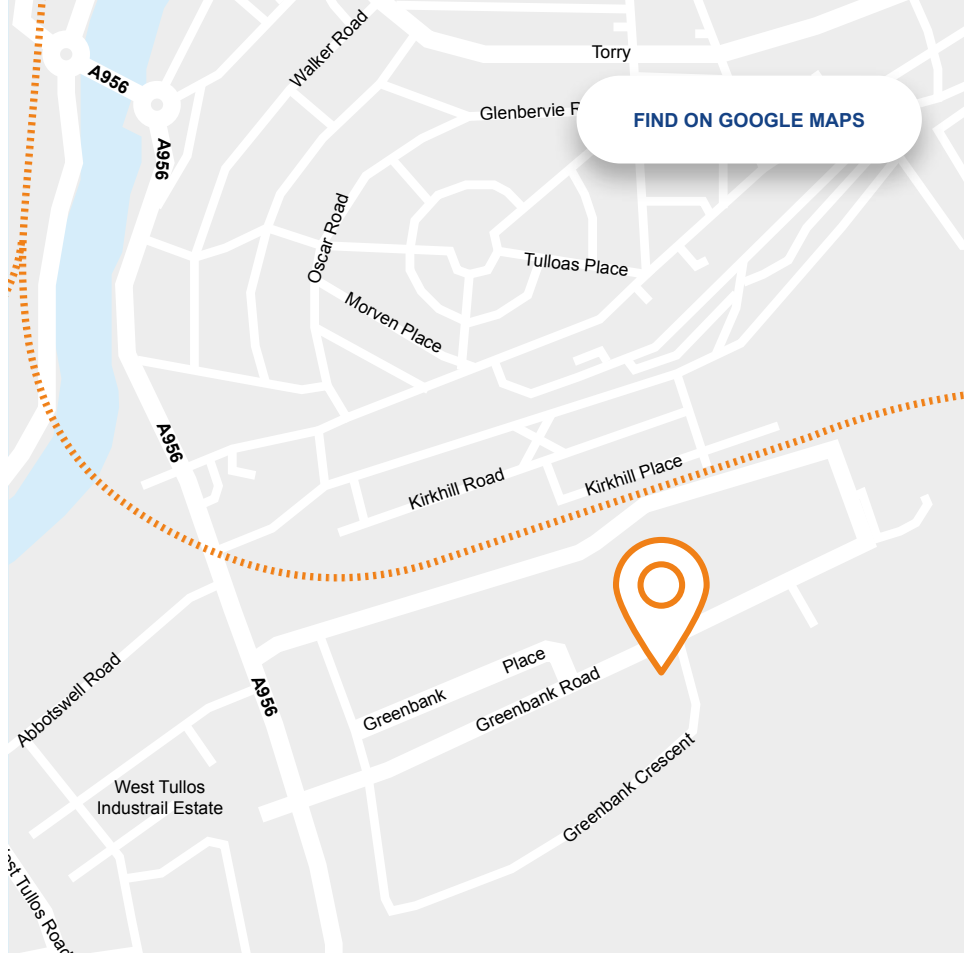 Walker Road
Torry
A956
Glenbervie
FIND ON GOOGLE MAPS
A956
Oscar Road
Tulloas Place
Morven Place
A956
Kirkhill Road
Kirkhill Place
Abbotswell Road
A956
Greenbank
Place
Greenbank Road
Greenbank Crescent
West Tullos
Industrail Estate
Tullos Road